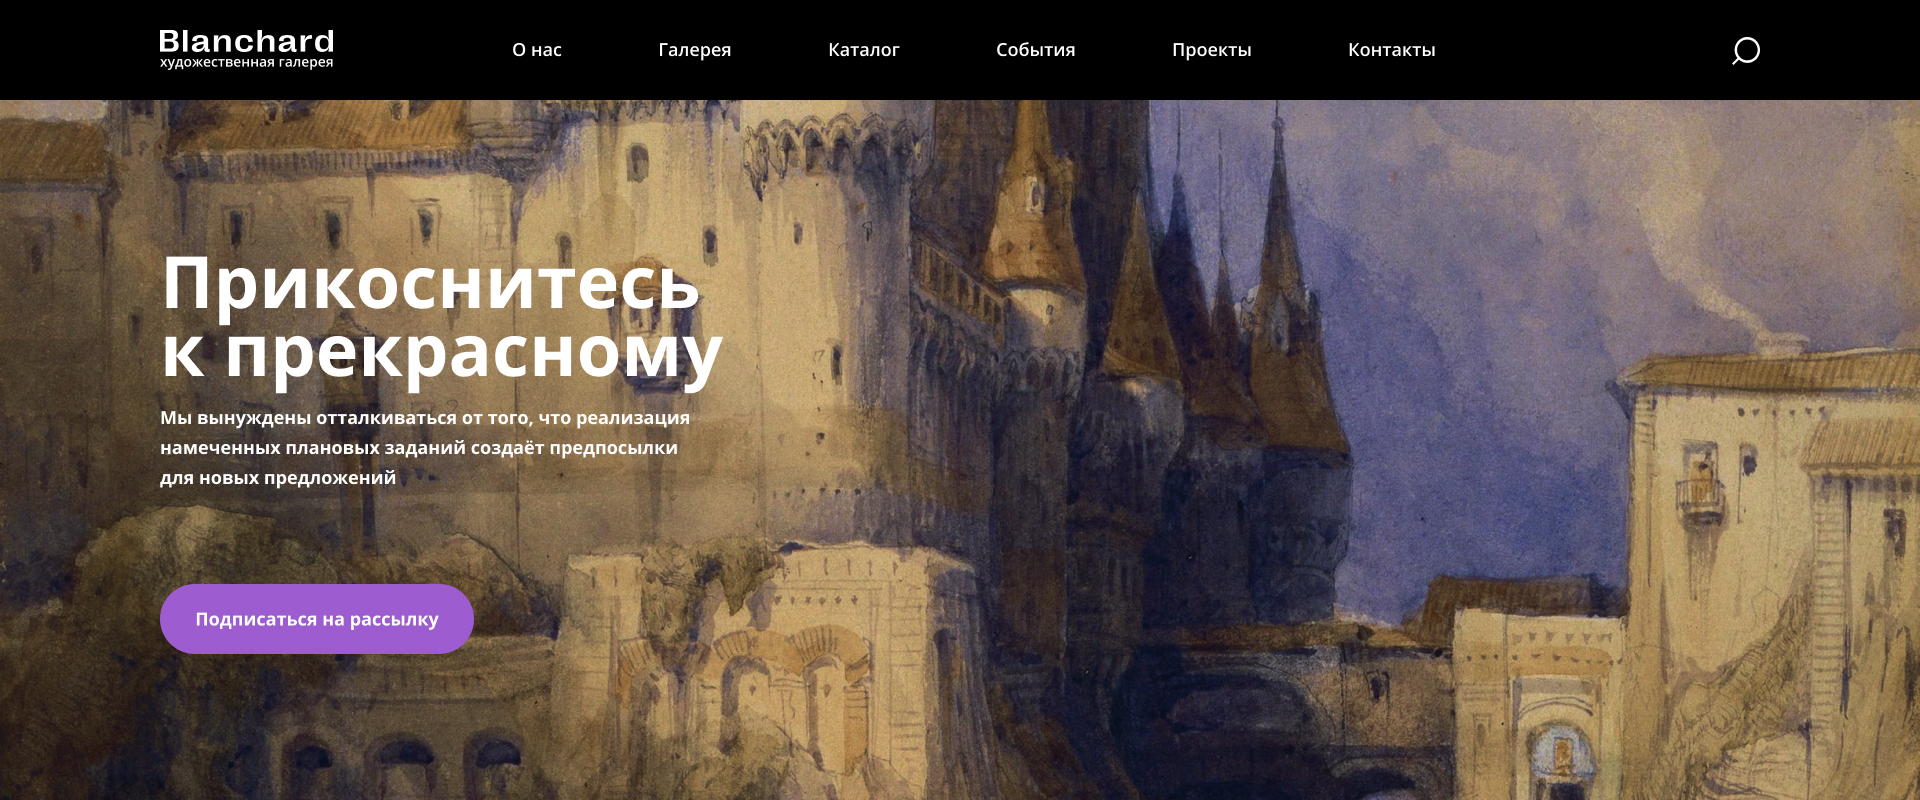 Blanchard
художественная галерея
О нас
Галерея
Каталог
События
Проекты
Контакты
Прикоснитесь
к прекрасному
Мы вынуждены отталкиваться от того, что реализация
намеченных плановых заданий создаёт предпосылки
для новых предложений
Подписаться на рассылку